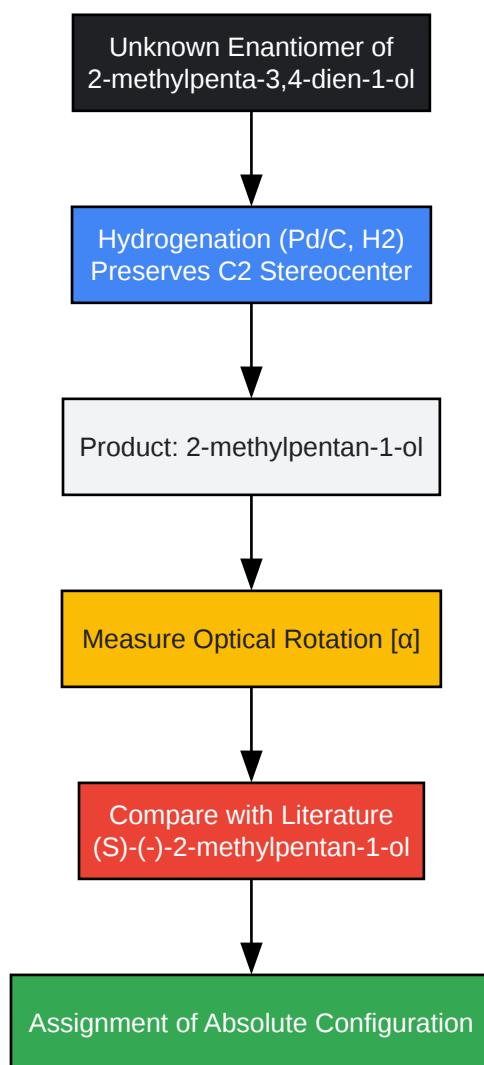 Unknown Enantiomer of
2-methylpenta-3,4-dien-1-ol
Hydrogenation (Pd/C, H2)
Preserves C2 Stereocenter
Product: 2-methylpentan-1-ol
Measure Optical Rotation [α]
Compare with Literature
(S)-(-)-2-methylpentan-1-ol
Assignment of Absolute Configuration